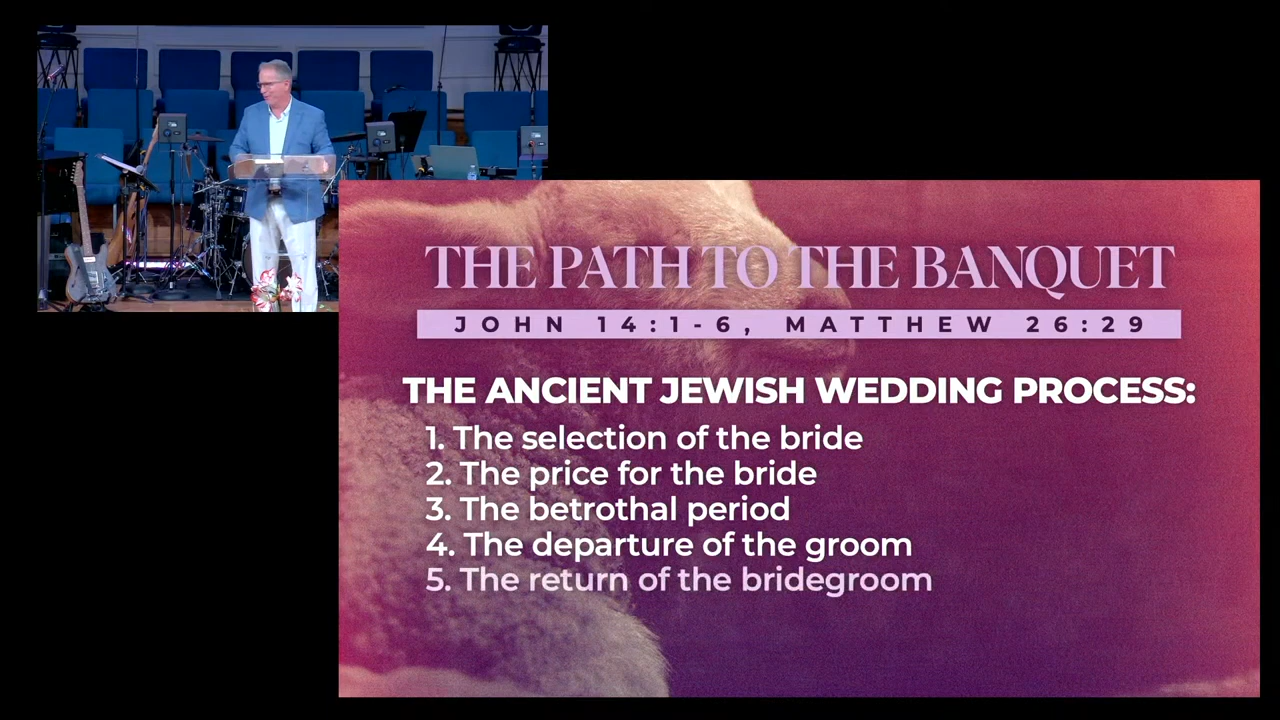 THE PATH TO THE BANQUET
JOHN 14:1-6, MATTHEW 26:29
THE ANCIENT JEWISH WEDDING PROCESS:
1. The selection of the bride
2. The price for the bride
3. The betrothal period
4. The departure of the groom
5. The return of the bridegroom